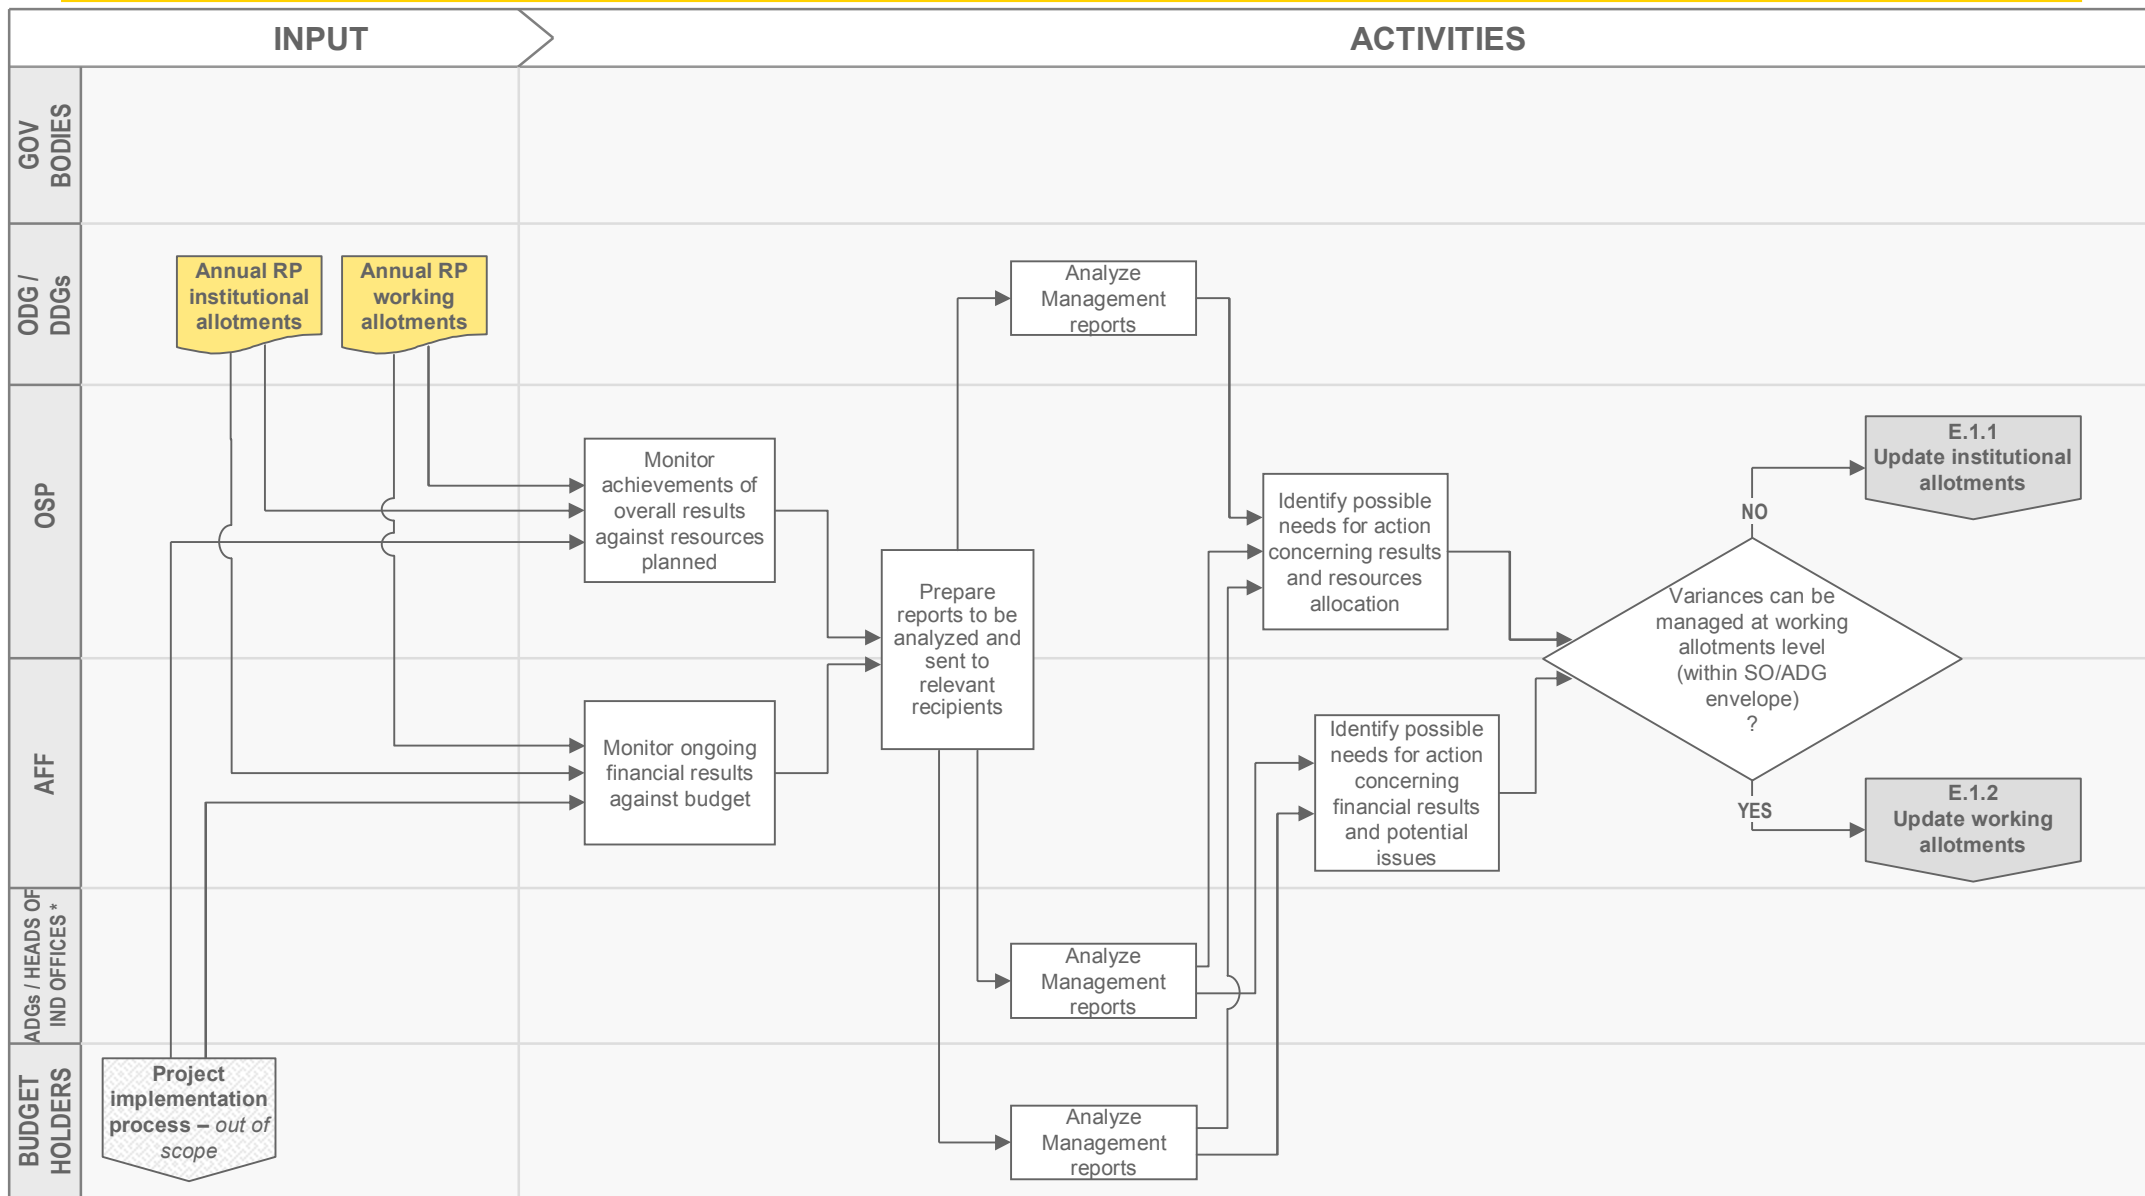 INPUT
ACTIVITIES
GOV
BODIES
ODG /
DDGs
Annual RP
institutional
allotments
Annual RP
working
allotments
Analyze
Management
reports
OSP
Monitor
achievements of
overall results
against resources
planned
Prepare
reports to be
analyzed and
sent to
relevant
recipients
Identify possible
needs for action
concerning results
and resources
allocation
E.1.1
Update institutional
allotments
NO
Variances can be
managed at working
allotments level
(within SO/ADG
envelope)
?
YES
AFF
Monitor ongoing
financial results
against budget
Identify possible
needs for action
concerning
financial results
and potential
issues
E.1.2
Update working
allotments
ADGs / HEADS OF
IND OFFICES *
Analyze
Management
reports
BUDGET
HOLDERS
Project
implementation
process – out of
scope
Analyze
Management
reports